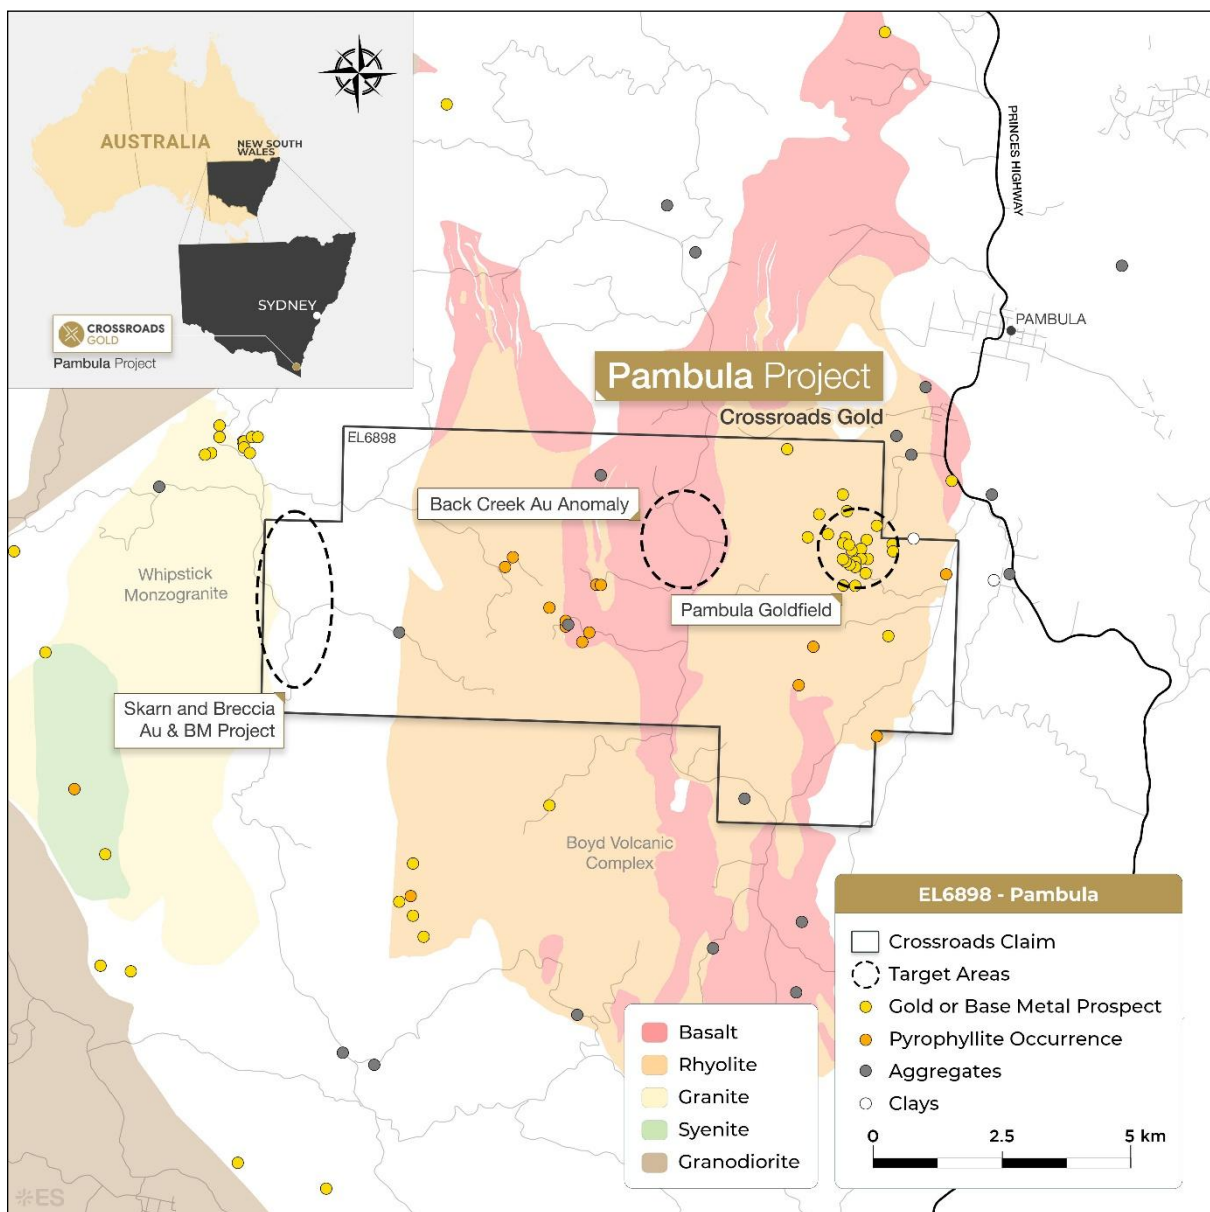 AUSTRALIA
NEW SOUTH
WALES
SYDNEY
CROSSROADS
GOLD
Pambula Project
PRINCES HIGHWAY
PAMBULA
Pambula Project
Crossroads Gold
EL6898
Back Creek Au Anomaly
Whipstick
Monzogranite
Pambula Goldfield
Skarn and Breccia
Au & BM Project
Boyd Volcanic
Complex
EL6898 - Pambula
Crossroads Claim
Target Areas
Gold or Base Metal Prospect
Pyrophyllite Occurrence
Aggregates
Clays
0 2.5 5 km
Basalt
Rhyolite
Granite
Syenite
Granodiorite
ES